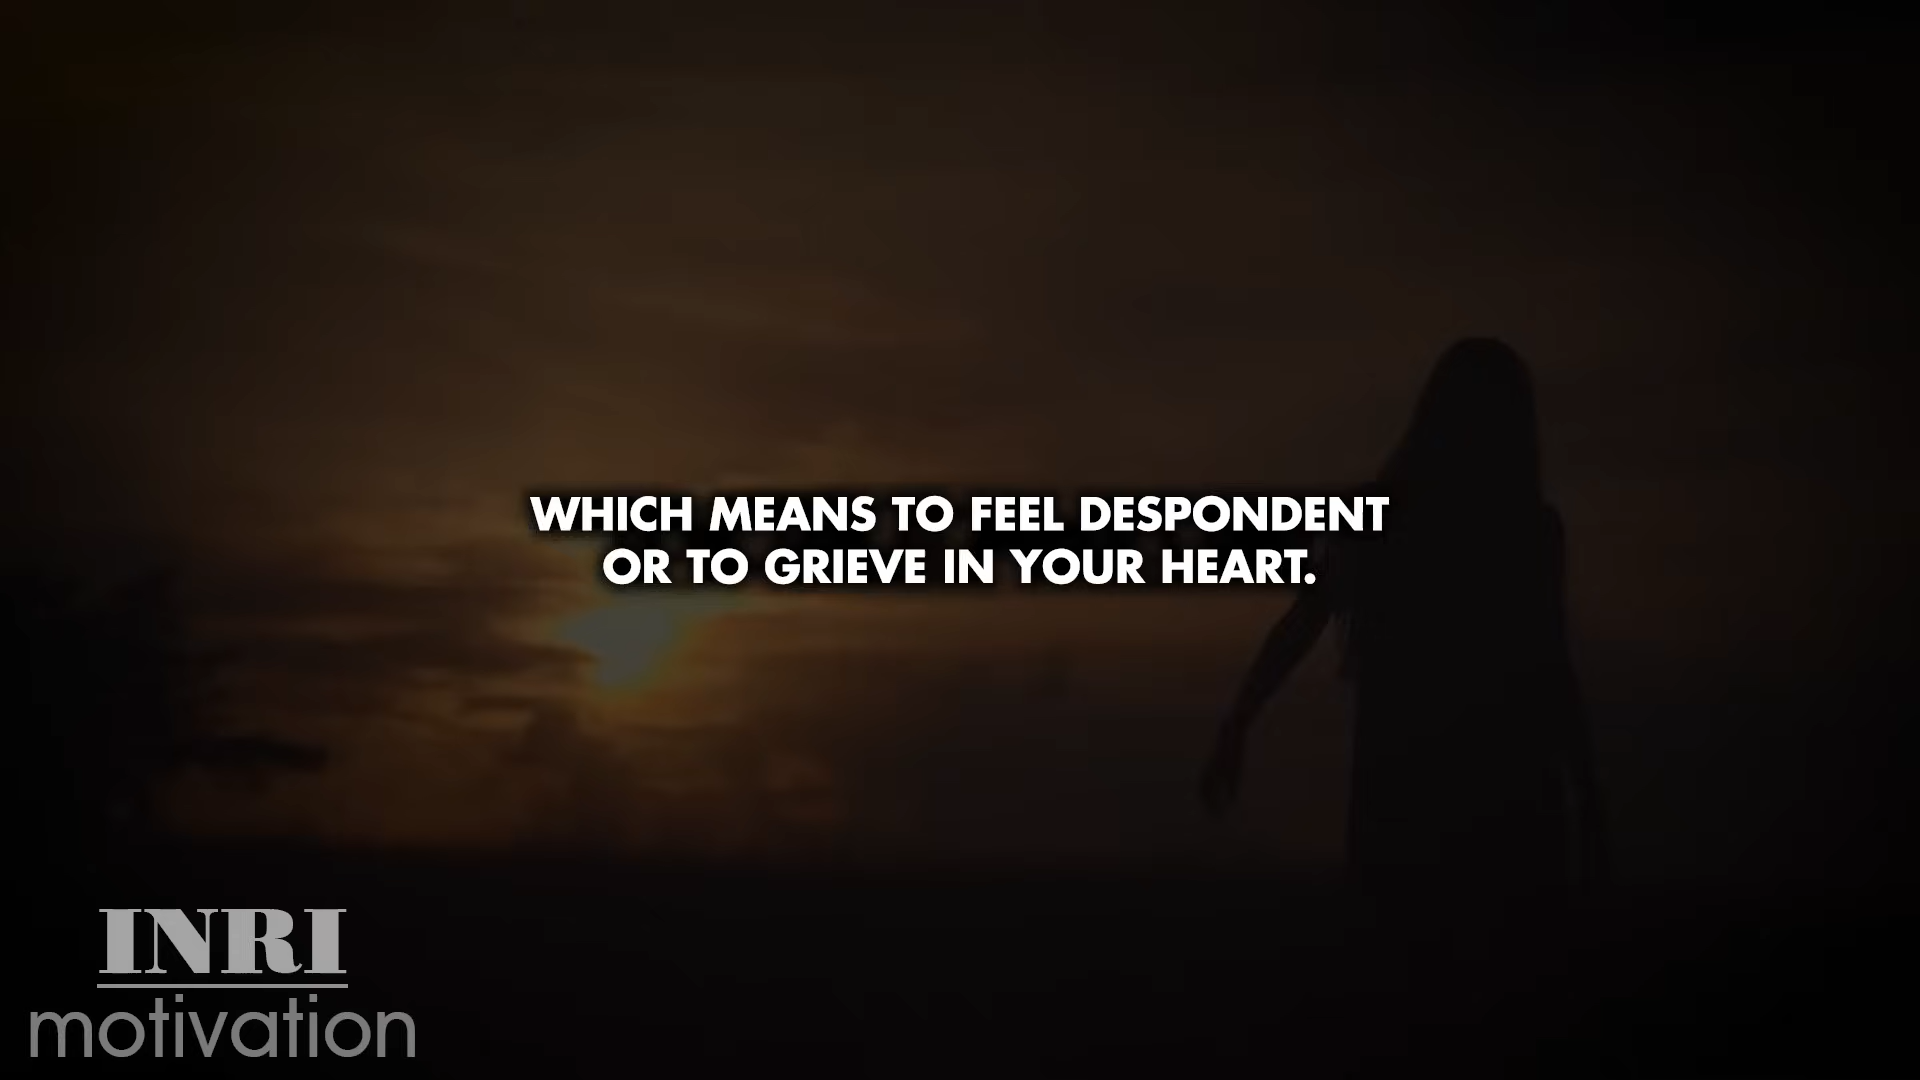 WHICH MEANS TO FEEL DESPONDENT
OR TO GRIEVE IN YOUR HEART.
INRI
motivation